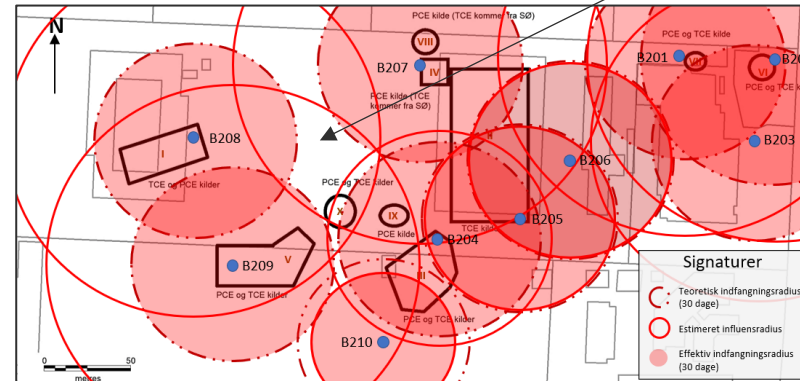 N
PCE kilde (TCE kommer fra SØ)
VIII
B207
IV
PCE kilde (TCE
kommer fra SØ)
PCE og TCE kilde
B201
VII
VI
PCE og TCE
B203
B208
I
TCE og PCE kilder
B206
PCE og TCE kilder
X
IX
PCE kilde
TCE kilde
B205
B204
B209
V
PCE og TCE kilder
III
PCE og TCE kilder
B210
0
50
metres
Signaturer
Teoretisk indfangningsradius
(30 dage)
Estimeret influensradius
Effektiv indfangningsradius
(30 dage)